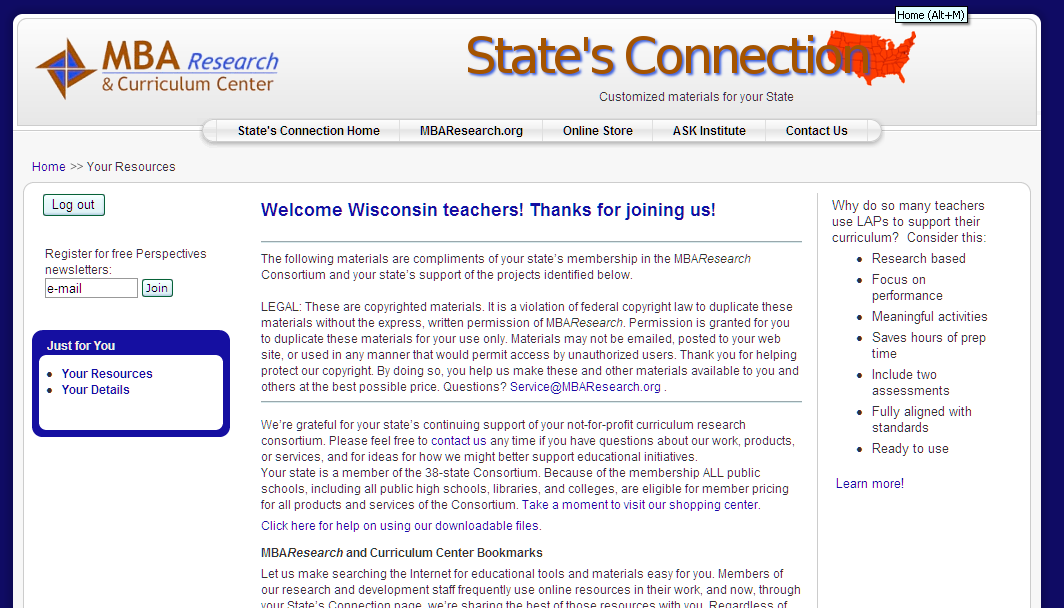 Home (Alt+M)
MBA Research
& Curriculum Center
State's Connection
Customized materials for your State
State's Connection Home MBAResearch.org Online Store ASK Institute Contact Us
Home >> Your Resources
Log out
Register for free Perspectives
newsletters:
e-mail Join
Just for You
Your Resources
Your Details
Welcome Wisconsin teachers! Thanks for joining us!
The following materials are compliments of your state's membership in the MBAResearch
Consortium and your state's support of the projects identified below.
LEGAL: These are copyrighted materials. It is a violation of federal copyright law to duplicate these
materials without the express, written permission of MBAResearch. Permission is granted for you
to duplicate these materials for your use only. Materials may not be emailed, posted to your web
site, or used in any manner that would permit access by unauthorized users. Thank you for helping
protect our copyright. By doing so, you help us make these and other materials available to you and
others at the best possible price. Questions? Service@MBAResearch.org .
We're grateful for your state's continuing support of your not-for-profit curriculum research
consortium. Please feel free to contact us any time if you have questions about our work, products,
or services, and for ideas for how we might better support educational initiatives.
Your state is a member of the 38-state Consortium. Because of the membership ALL public
schools, including all public high schools, libraries, and colleges, are eligible for member pricing
for all products and services of the Consortium. Take a moment to visit our shopping center.
Click here for help on using our downloadable files.
MBAResearch and Curriculum Center Bookmarks
Let us make searching the Internet for educational tools and materials easy for you. Members of
our research and development staff frequently use online resources in their work, and now, through
your State's Connection page, we're sharing the best of those resources with you. Regardless of
Why do so many teachers
use LAPs to support their
curriculum? Consider this:
Research based
Focus on
performance
Meaningful activities
Saves hours of prep
time
Include two
assessments
Fully aligned with
standards
Ready to use
Learn more!